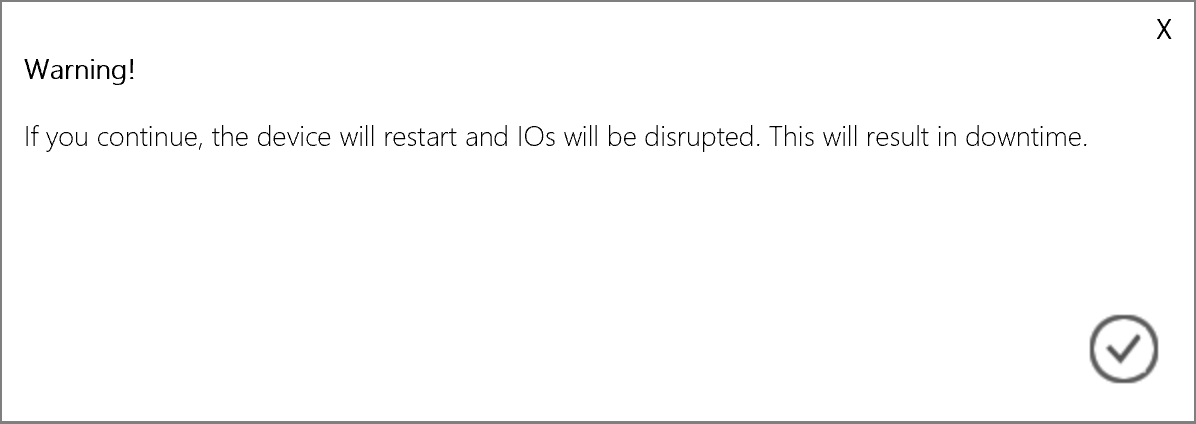 X
Warning!
If you continue, the device will restart and IOs will be disrupted. This will result in downtime.